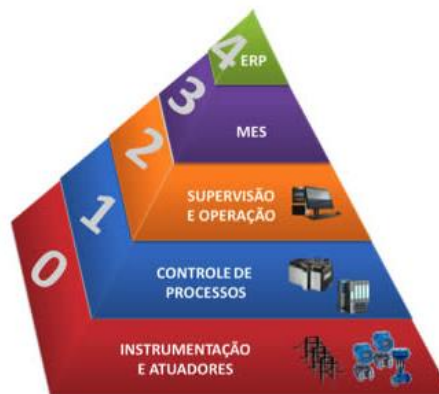 4
ERP
3
MES
2
SUPERVISÃO
E OPERAÇÃO
1
CONTROLE DE
PROCESSOS
0
INSTRUMENTAÇÃO
E ATUADORES